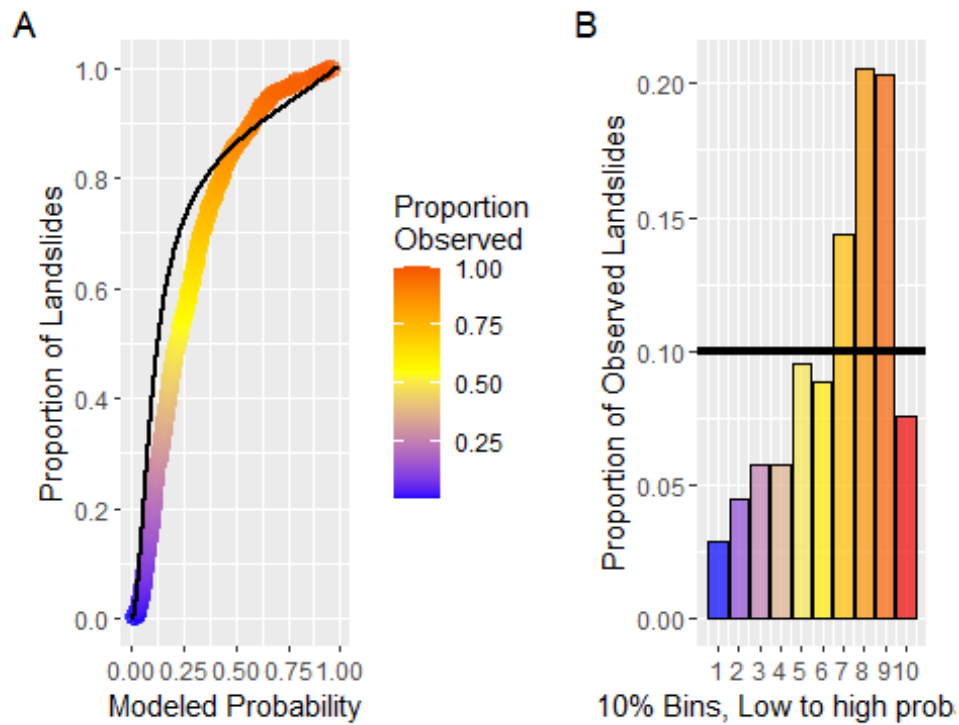 A
Proportion of Landslides
1.0
0.8
0.6
0.4
0.2
0.0
0.00 0.25 0.50 0.75 1.00
Modeled Probability
Proportion
Observed
1.00
0.75
0.50
0.25
B
Proportion of Observed Landslides
0.20
0.15
0.10
0.05
0.00
1 2 3 4 5 6 7 8 9 10
10% Bins, Low to high proba